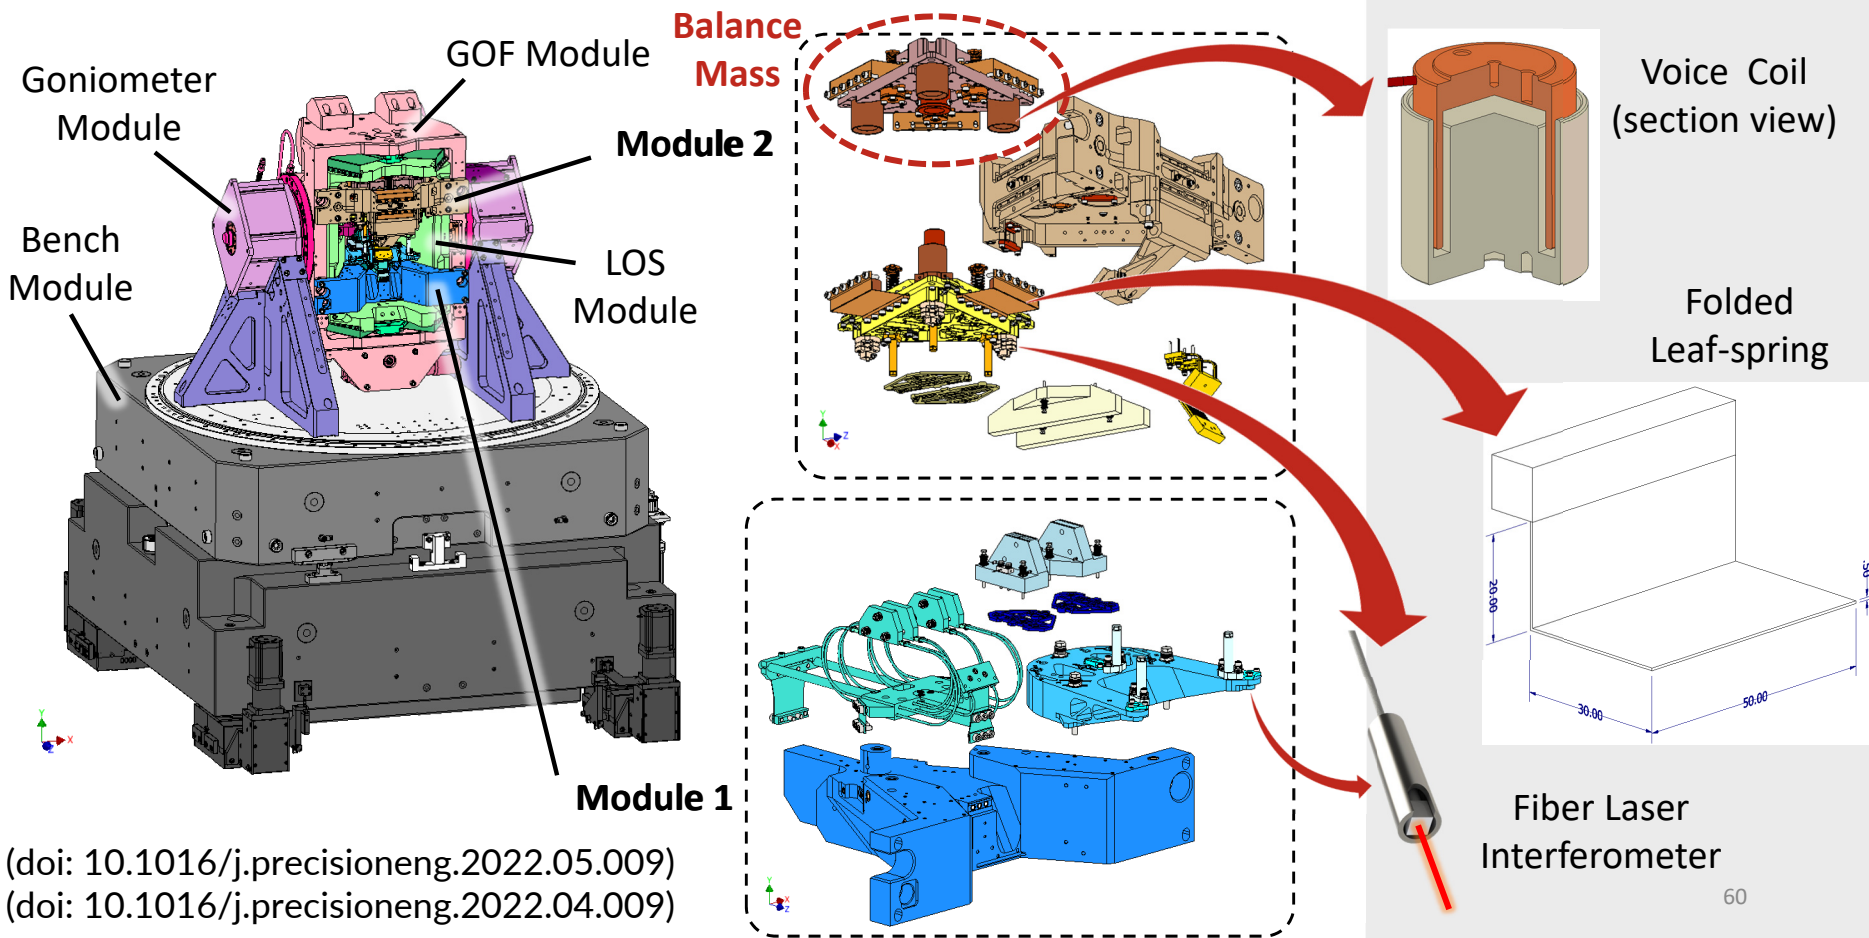 Balance
Mass
GOF Module
Goniometer
Module
Module 2
Bench
Module
LOS
Module
Module 1
Voice Coil
(section view)
Folded
Leaf-spring
20.00
30.00
50.00
.50
Fiber Laser
Interferometer
Y
X
Z
Y
Z
X
Y
X
Z
(doi: 10.1016/j.precisioneng.2022.05.009)
(doi: 10.1016/j.precisioneng.2022.04.009)
60